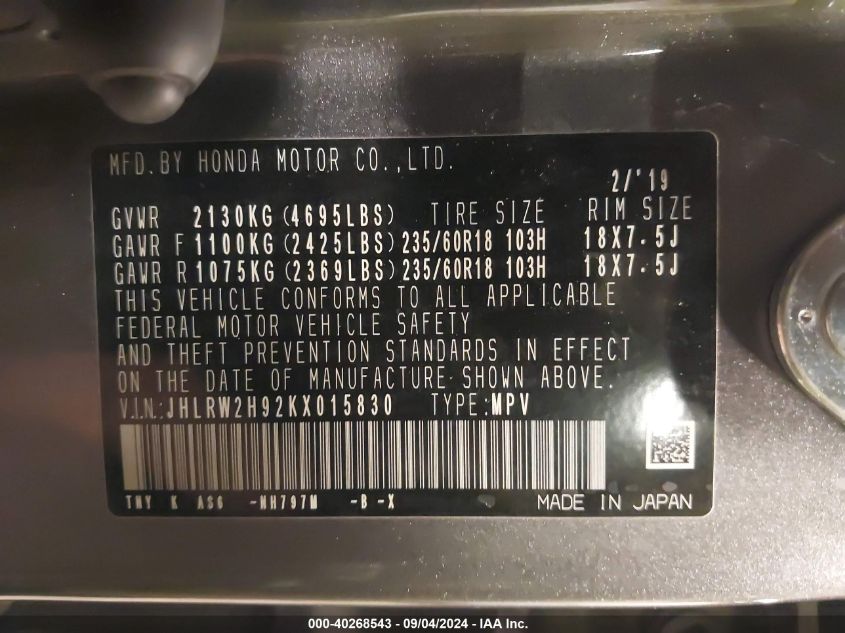 MFD.BY HONDA MOTOR CO.,LTD.
2/'19
GVWR 2130KG(4695LBS) TIRE SIZE RIM SIZE
GAWR F 1100KG(2425LBS) 235/60R18 103H 18X7.5J
GAWR R 1075KG(2369LBS) 235/60R18 103H 18X7.5J
THIS VEHICLE CONFORMS TO ALL APPLICABLE
FEDERAL MOTOR VEHICLE SAFETY
AND THEFT PREVENTION STANDARDS IN EFFECT
ON THE DATE OF MANUFACTURE SHOWN ABOVE.
V.I.N.:JHLRW2H92KX015830 TYPE:MPV
TNY K AS6 -NH797M -B -X MADE IN JAPAN
000-40268543 - 09/04/2024 - IAA Inc.